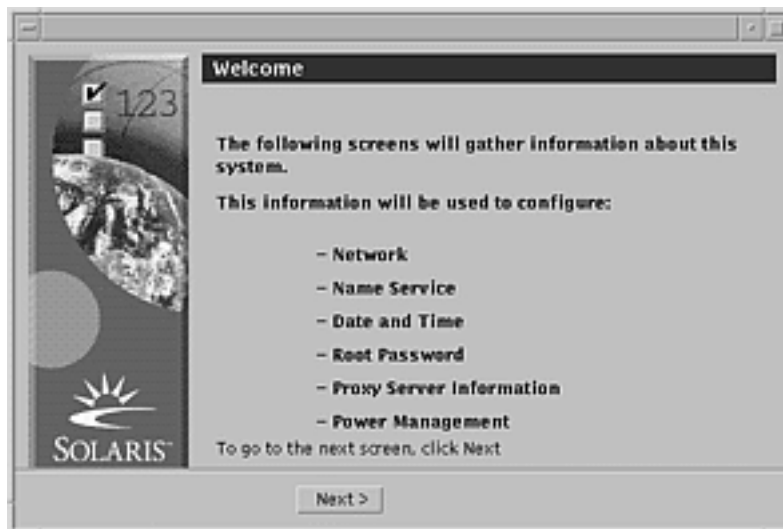 Welcome
123
The following screens will gather information about this
system.
This information will be used to configure:
– Network
– Name Service
– Date and Time
– Root Password
– Proxy Server Information
– Power Management
To go to the next screen, click Next
SOLARIS™
Next >